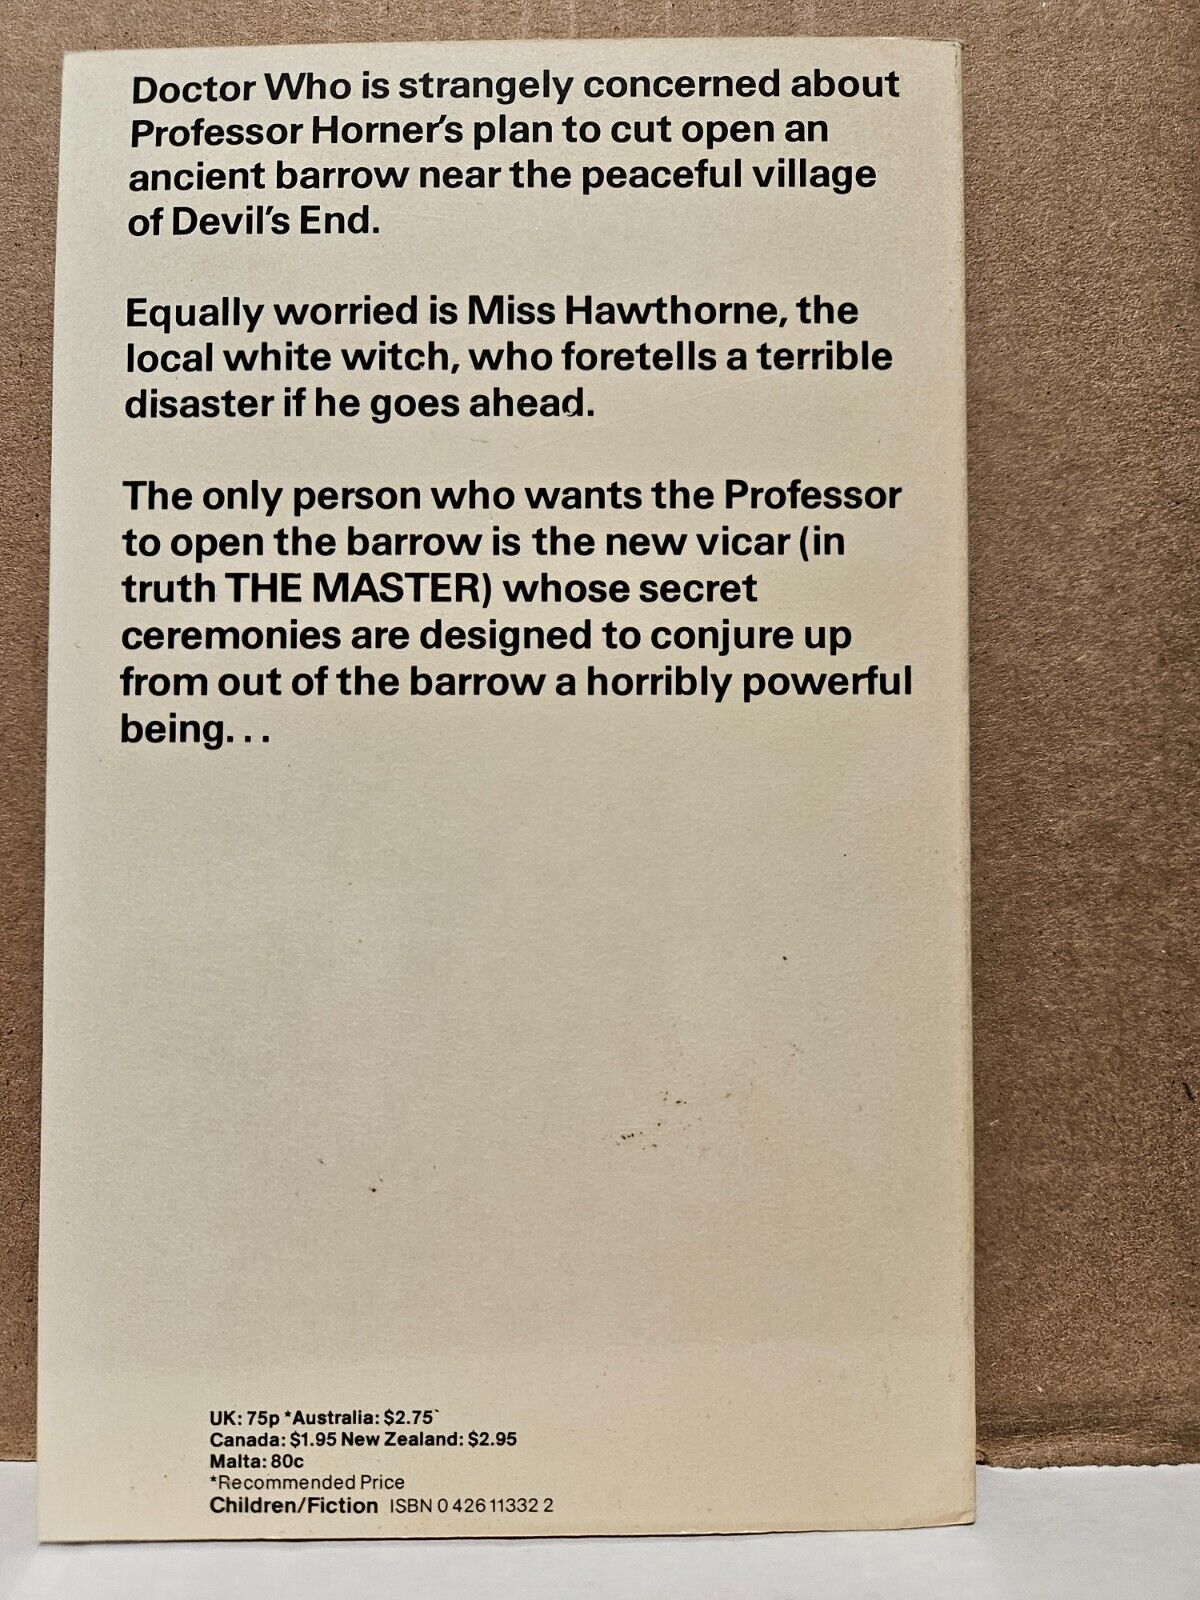 Doctor Who is strangely concerned about
Professor Horner's plan to cut open an
ancient barrow near the peaceful village
of Devil's End.
Equally worried is Miss Hawthorne, the
local white witch, who foretells a terrible
disaster if he goes ahead.
The only person who wants the Professor
to open the barrow is the new vicar (in
truth THE MASTER) whose secret
ceremonies are designed to conjure up
from out of the barrow a horribly powerful
being...
UK: 75p *Australia: $2.75
Canada: $1.95 New Zealand: $2.95
Malta: 80c
*Recommended Price
Children/Fiction ISBN 0 426 11332 2